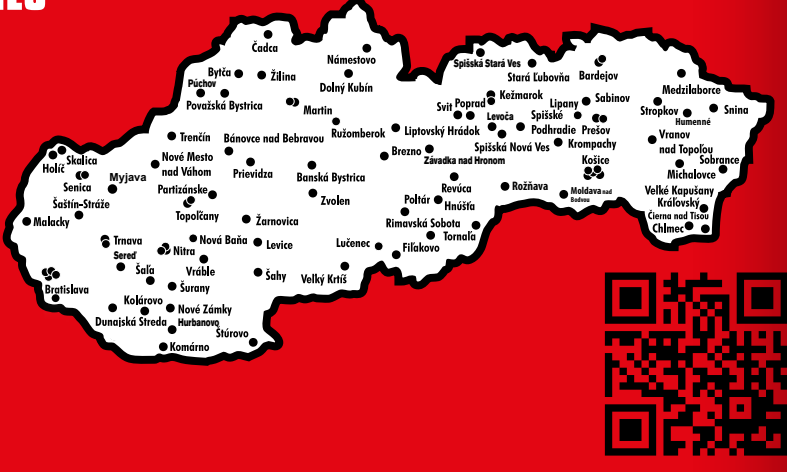 Čadca
Námestovo
Spišská Stará Ves
Stará Ľubovňa
Bardejov
Bytča
Žilina
Púchov
Dolný Kubín
Medzilaborce
Považská Bystrica
Martin
Svit
Poprad
Kežmarok
Lipany
Sabinov
Stropkov
Snina
Levoča
Spišské
Podhradie
Prešov
Humenné
Ružomberok
Liptovský Hrádok
Trenčín
Bánovce nad Bebravou
Krompachy
Vranov
nad Topoľou
Spišská Nová Ves
Brezno
Závadka nad Hronom
Košice
Sobrance
Holíč
Skalica
Nové Mesto
nad Váhom
Prievidza
Banská Bystrica
Michalovce
Myjava
Senica
Partizánske
Zvolen
Revúca
Rožňava
Moldava nad
Bodvou
Veľké Kapušany
Šaštín-Stráže
Poltár
Hnúšťa
Kráľovský
Malacky
Topoľčany
Žarnovica
Rimavská Sobota
Čierna nad Tisou
Tornaľa
Chlmec
Trnava
Nová Baňa
Levice
Lučenec
Sereď
Nitra
Fiľakovo
Šaľa
Vráble
Šahy
Veľký Krtíš
Bratislava
Šurany
Kolárovo
Nové Zámky
Dunajská Streda
Hurbanovo
Štúrovo
Komárno